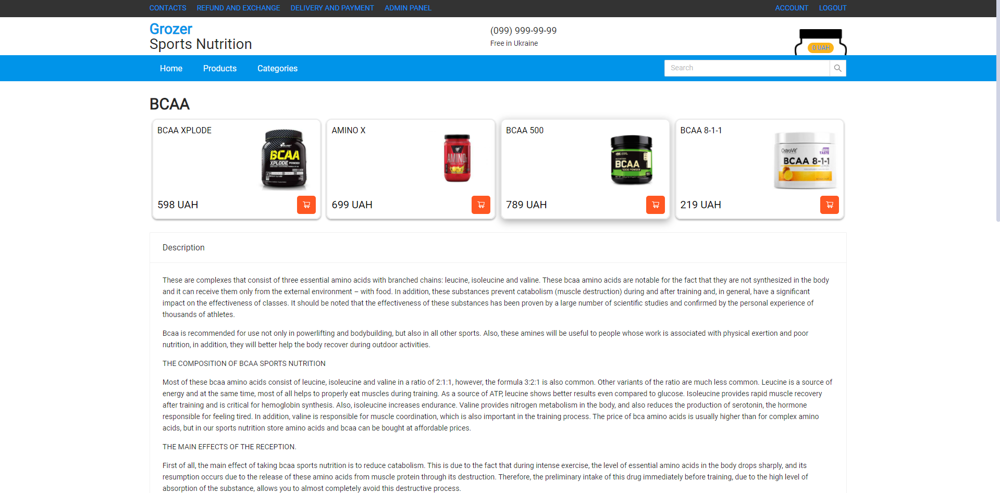 CONTACTS REFUND AND EXCHANGE DELIVERY AND PAYMENT ADMIN PANEL ACCOUNT LOGOUT
Grozer
Sports Nutrition
(099) 999-99-99
Free in Ukraine
0 UAH
Home Products Categories Search
BCAA
BCAA XPLODE
BCAA
XPLODE POWDER
598 UAH
AMINO X
AMINO
699 UAH
BCAA 500
BCAA
5000 POWDER
789 UAH
BCAA 8-1-1
OstroVit
TASTE
BCAA 8-1-1
LEMON
219 UAH
Description
These are complexes that consist of three essential amino acids with branched chains: leucine, isoleucine and valine. These bcaa amino acids are notable for the fact that they are not synthesized in the body
and it can receive them only from the external environment – with food. In addition, these substances prevent catabolism (muscle destruction) during and after training and, in general, have a significant
impact on the effectiveness of classes. It should be noted that the effectiveness of these substances has been proven by a large number of scientific studies and confirmed by the personal experience of
thousands of athletes.
Bcaa is recommended for use not only in powerlifting and bodybuilding, but also in all other sports. Also, these amines will be useful to people whose work is associated with physical exertion and poor
nutrition, in addition, they will better help the body recover during outdoor activities.
THE COMPOSITION OF BCAA SPORTS NUTRITION
Most of these bcaa amino acids consist of leucine, isoleucine and valine in a ratio of 2:1:1, however, the formula 3:2:1 is also common. Other variants of the ratio are much less common. Leucine is a source of
energy and at the same time, most of all helps to properly eat muscles during training. As a source of ATP, leucine shows better results even compared to glucose. Isoleucine provides rapid muscle recovery
after training and is critical for hemoglobin synthesis. Also, isoleucine increases endurance. Valine provides nitrogen metabolism in the body, and also reduces the production of serotonin, the hormone
responsible for feeling tired. In addition, valine is responsible for muscle coordination, which is also important in the training process. The price of bca amino acids is usually higher than for complex amino
acids, but in our sports nutrition store amino acids and bcaa can be bought at affordable prices.
THE MAIN EFFECTS OF THE RECEPTION.
First of all, the main effect of taking bcaa sports nutrition is to reduce catabolism. This is due to the fact that during intense exercise, the level of essential amino acids in the body drops sharply, and its
resumption occurs due to the release of these amino acids from muscle protein through its destruction. Therefore, the preliminary intake of this drug immediately before training, due to the high level of
absorption of the substance, allows you to almost completely avoid this destructive process.